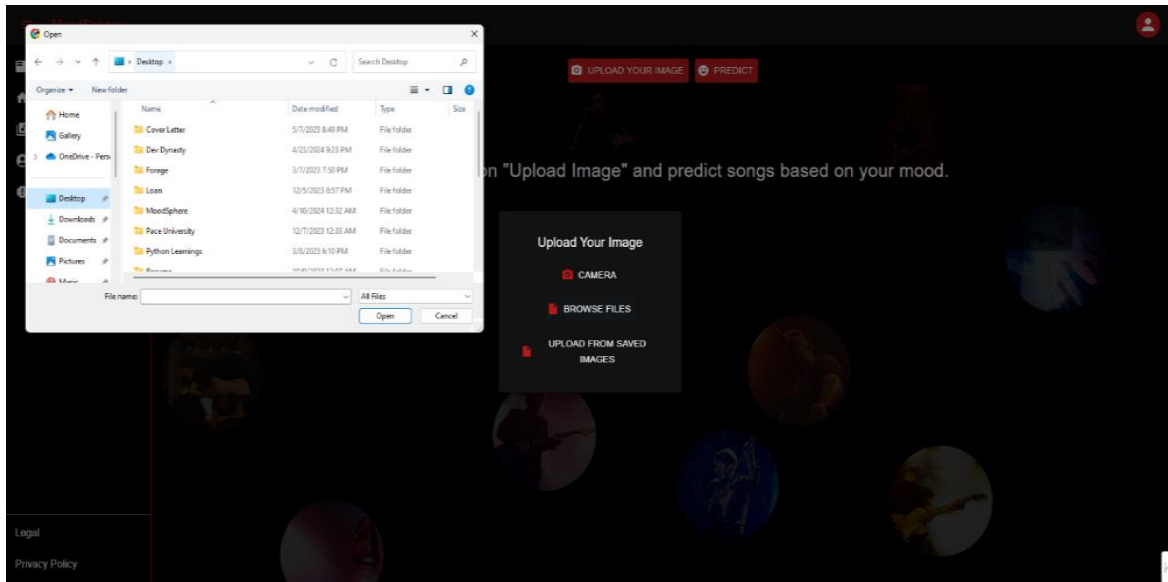 MoodSphere
Open
Desktop
Search Desktop
Organize
New folder
Home
Gallery
OneDrive - Pers
Desktop
Downloads
Documents
Pictures
Music
Name Date modified Type Size
Cover Letter 5/7/2023 8:49 PM File folder
Dev Dynasty 4/23/2024 9:23 PM File folder
Forage 3/7/2023 7:50 PM File folder
Loan 12/5/2023 8:57 PM File folder
MoodSphere 4/10/2024 12:32 AM File folder
Pace University 12/7/2023 12:33 AM File folder
Python Learnings 3/8/2023 6:10 PM File folder
File folder
File name:
All Files
Open Cancel
UPLOAD YOUR IMAGE PREDICT
on "Upload Image" and predict songs based on your mood.
Upload Your Image
CAMERA
BROWSE FILES
UPLOAD FROM SAVED
IMAGES
Legal
Privacy Policy